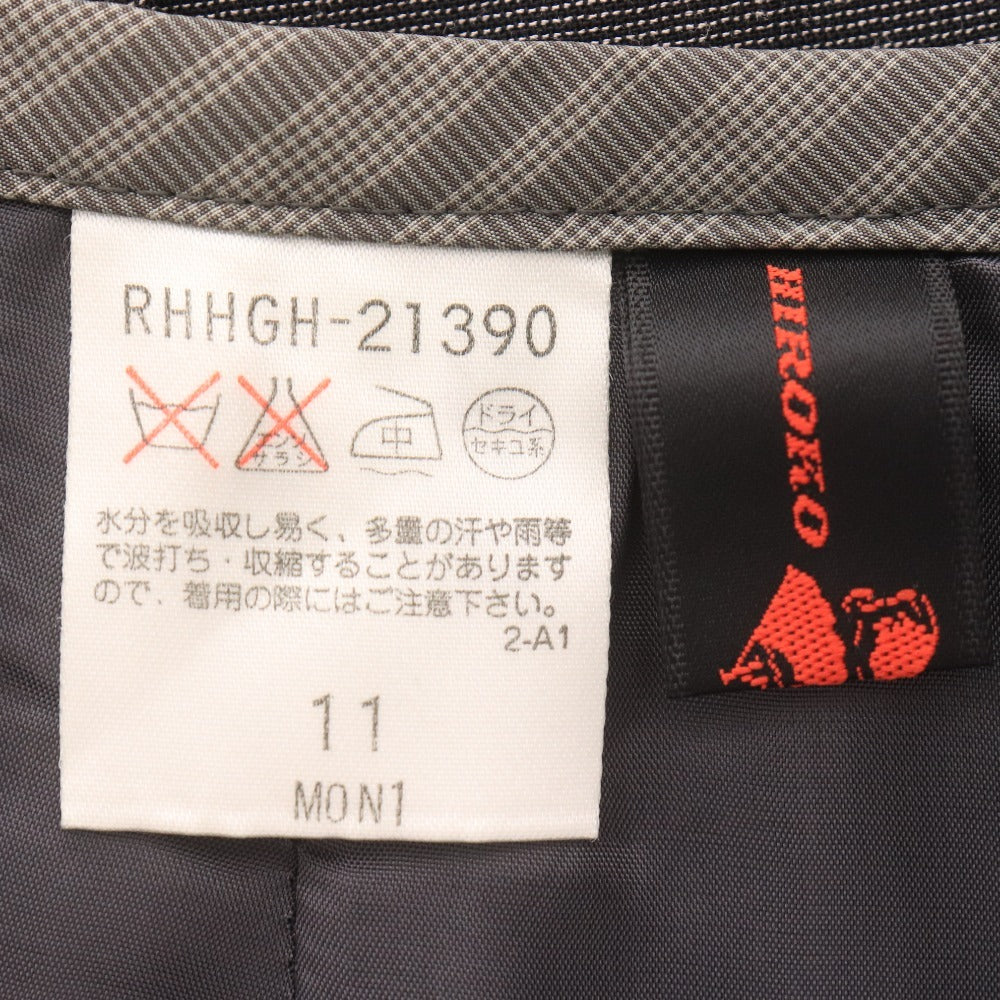 RHHGH-21390
エンソ
サラシ
中
ドライ
セキユ系
水分を吸収し易く、多量の汗や雨等
で波打ち・収縮することがあります
ので、着用の際にはご注意下さい。
2-A1
11
MON1
HIROKO